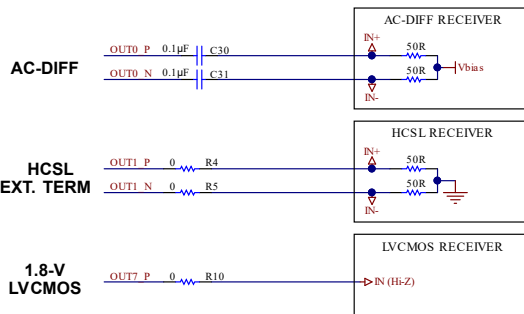 AC-DIFF RECEIVER
IN+
OUT0_P 0.1µF C30 50R
AC-DIFF
Vbias
OUT0_N 0.1µF C31 50R
IN-
HCSL RECEIVER
IN+
OUT1_P 0 R4 50R
HCSL
EXT. TERM
OUT1_N 0 R5 50R
IN-
LVCMOS RECEIVER
1.8-V
LVCMOS
OUT7_P 0 R10 IN (Hi-Z)